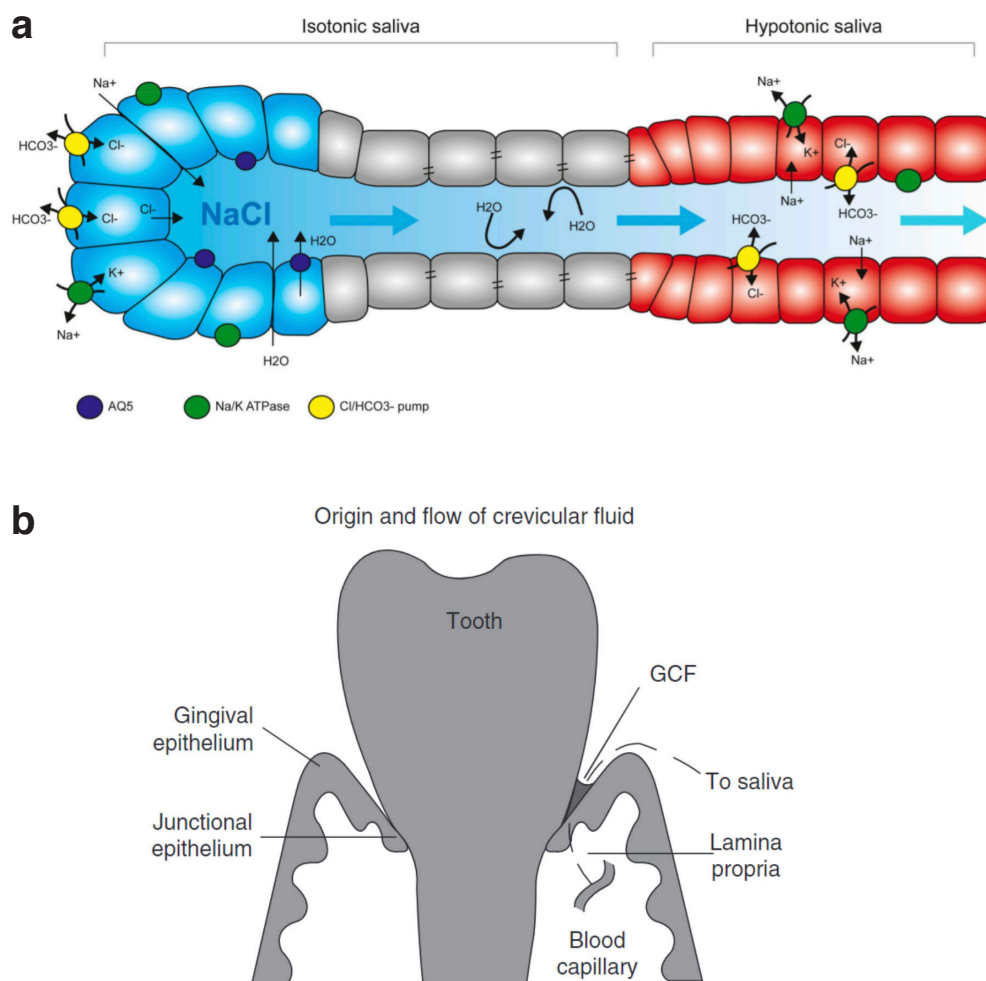 a
Isotonic saliva
Hypotonic saliva
Na+
HCO3-
Cl-
HCO3-
Cl-
Cl-
K+
Na+
NaCl
H2O
H2O
H2O
H2O
Na+
K+
Na+
Cl-
HCO3-
HCO3-
Cl-
Na+
K+
Na+
AQ5
Na/K ATPase
Cl/HCO3- pump
b
Origin and flow of crevicular fluid
Tooth
GCF
Gingival
epithelium
To saliva
Junctional
epithelium
Lamina
propria
Blood
capillary